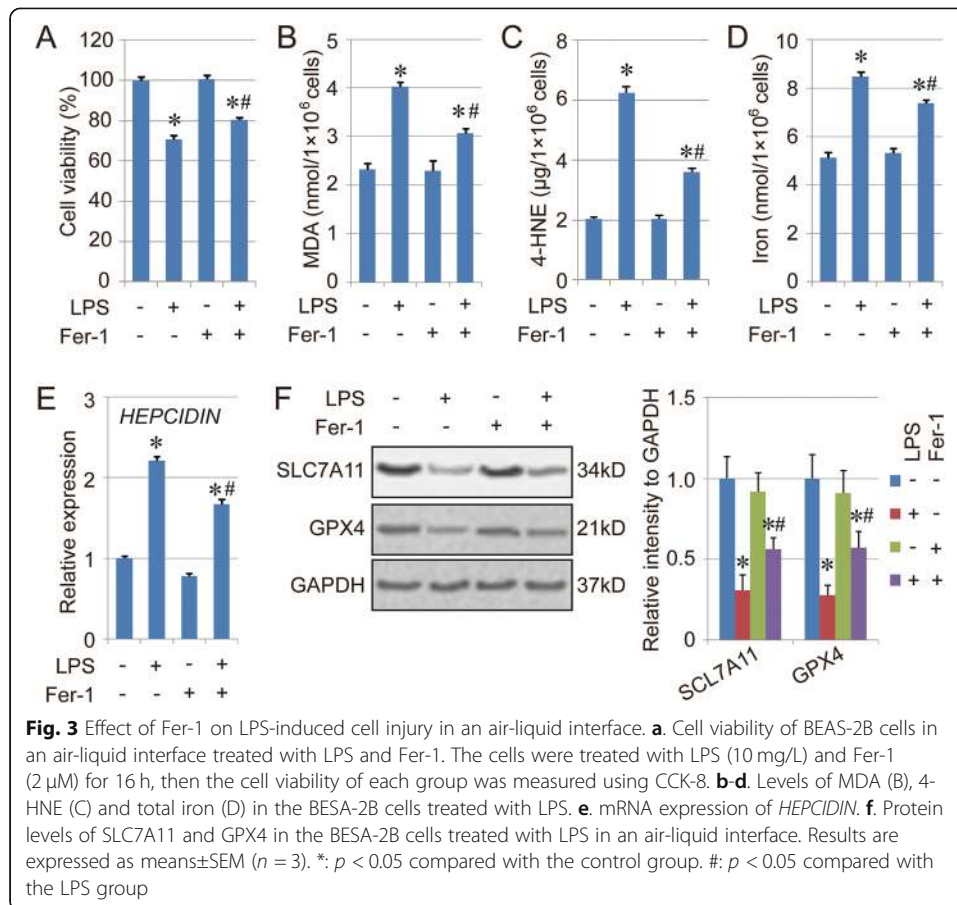 A
Cell viability (%)
120
100
80
60
40
20
0
*
*#
LPS - + - +
Fer-1 - - + +
B
MDA (nmol/1×10⁶ cells)
5
4
3
2
1
0
*
*#
- + - +
- - + +
C
4-HNE (µg/1×10⁶ cells)
8
6
4
2
0
*
*#
- + - +
- - + +
D
Iron (nmol/1×10⁶ cells)
10
8
6
4
2
0
*
*#
- + - +
- - + +
E
HEPCIDIN
Relative expression
3
2
1
0
*
*#
LPS - + - +
Fer-1 - - + +
F
LPS - + - +
Fer-1 - - + +
SLC7A11 34kD
GPX4 21kD
GAPDH 37kD
Relative intensity to GAPDH
1.5
1.0
0.5
0
*
*#
*
*#
SCL7A11
GPX4
LPS Fer-1
- -
+ -
- +
+ +
Fig. 3 Effect of Fer-1 on LPS-induced cell injury in an air-liquid interface. a. Cell viability of BEAS-2B cells in
an air-liquid interface treated with LPS and Fer-1. The cells were treated with LPS (10 mg/L) and Fer-1
(2 µM) for 16 h, then the cell viability of each group was measured using CCK-8. b-d. Levels of MDA (B), 4-
HNE (C) and total iron (D) in the BESA-2B cells treated with LPS. e. mRNA expression of HEPCIDIN. f. Protein
levels of SLC7A11 and GPX4 in the BESA-2B cells treated with LPS in an air-liquid interface. Results are
expressed as means±SEM (n = 3). *: p < 0.05 compared with the control group. #: p < 0.05 compared with
the LPS group